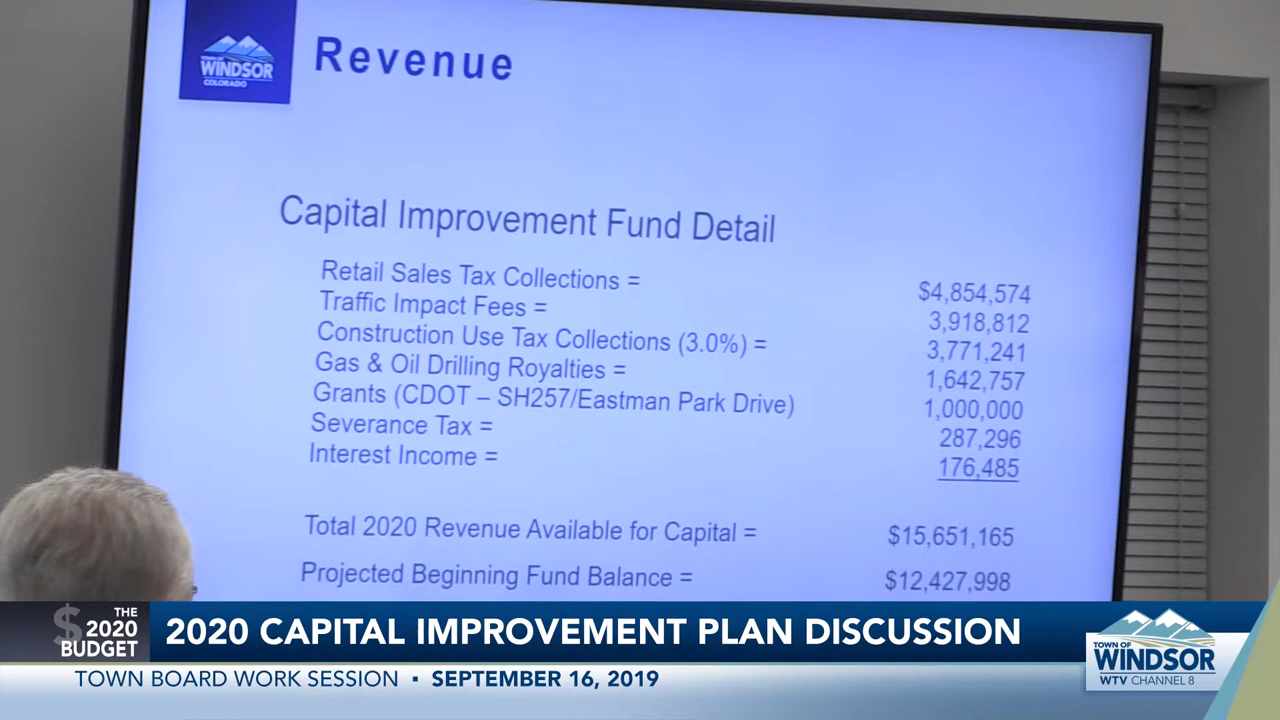 TOWN OF
WINDSOR
COLORADO
Revenue
Capital Improvement Fund Detail
Retail Sales Tax Collections = $4,854,574
Traffic Impact Fees = 3,918,812
Construction Use Tax Collections (3.0%) = 3,771,241
Gas & Oil Drilling Royalties = 1,642,757
Grants (CDOT – SH257/Eastman Park Drive) 1,000,000
Severance Tax = 287,296
Interest Income = 176,485
Total 2020 Revenue Available for Capital = $15,651,165
Projected Beginning Fund Balance = $12,427,998
$ THE
2020
BUDGET
2020 CAPITAL IMPROVEMENT PLAN DISCUSSION
TOWN BOARD WORK SESSION ▪ SEPTEMBER 16, 2019
TOWN OF
WINDSOR
WTV CHANNEL 8